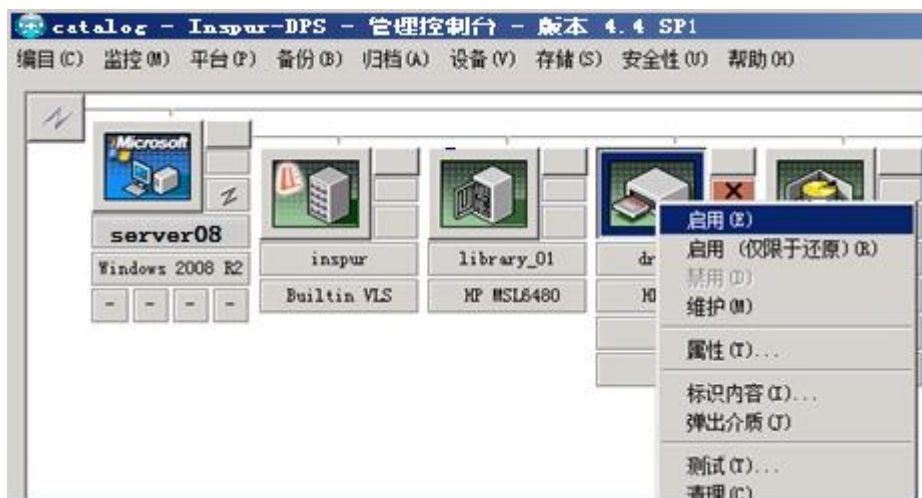 catalog - Inspur-DPS - 管理控制台 - 版本 4.4 SP1
编目(C) 监控(M) 平台(P) 备份(B) 归档(A) 设备(V) 存储(S) 安全性(U) 帮助(H)
Microsoft
server08
Windows 2008 R2
- - - -
inspur
Builtin VLS
library_01
HP MSL6480
dr
启用(E)
启用 (仅限于还原)(R)
禁用(D)
维护(M)
属性(T)...
标识内容(I)...
弹出介质(J)
测试(T)...
清理(C)